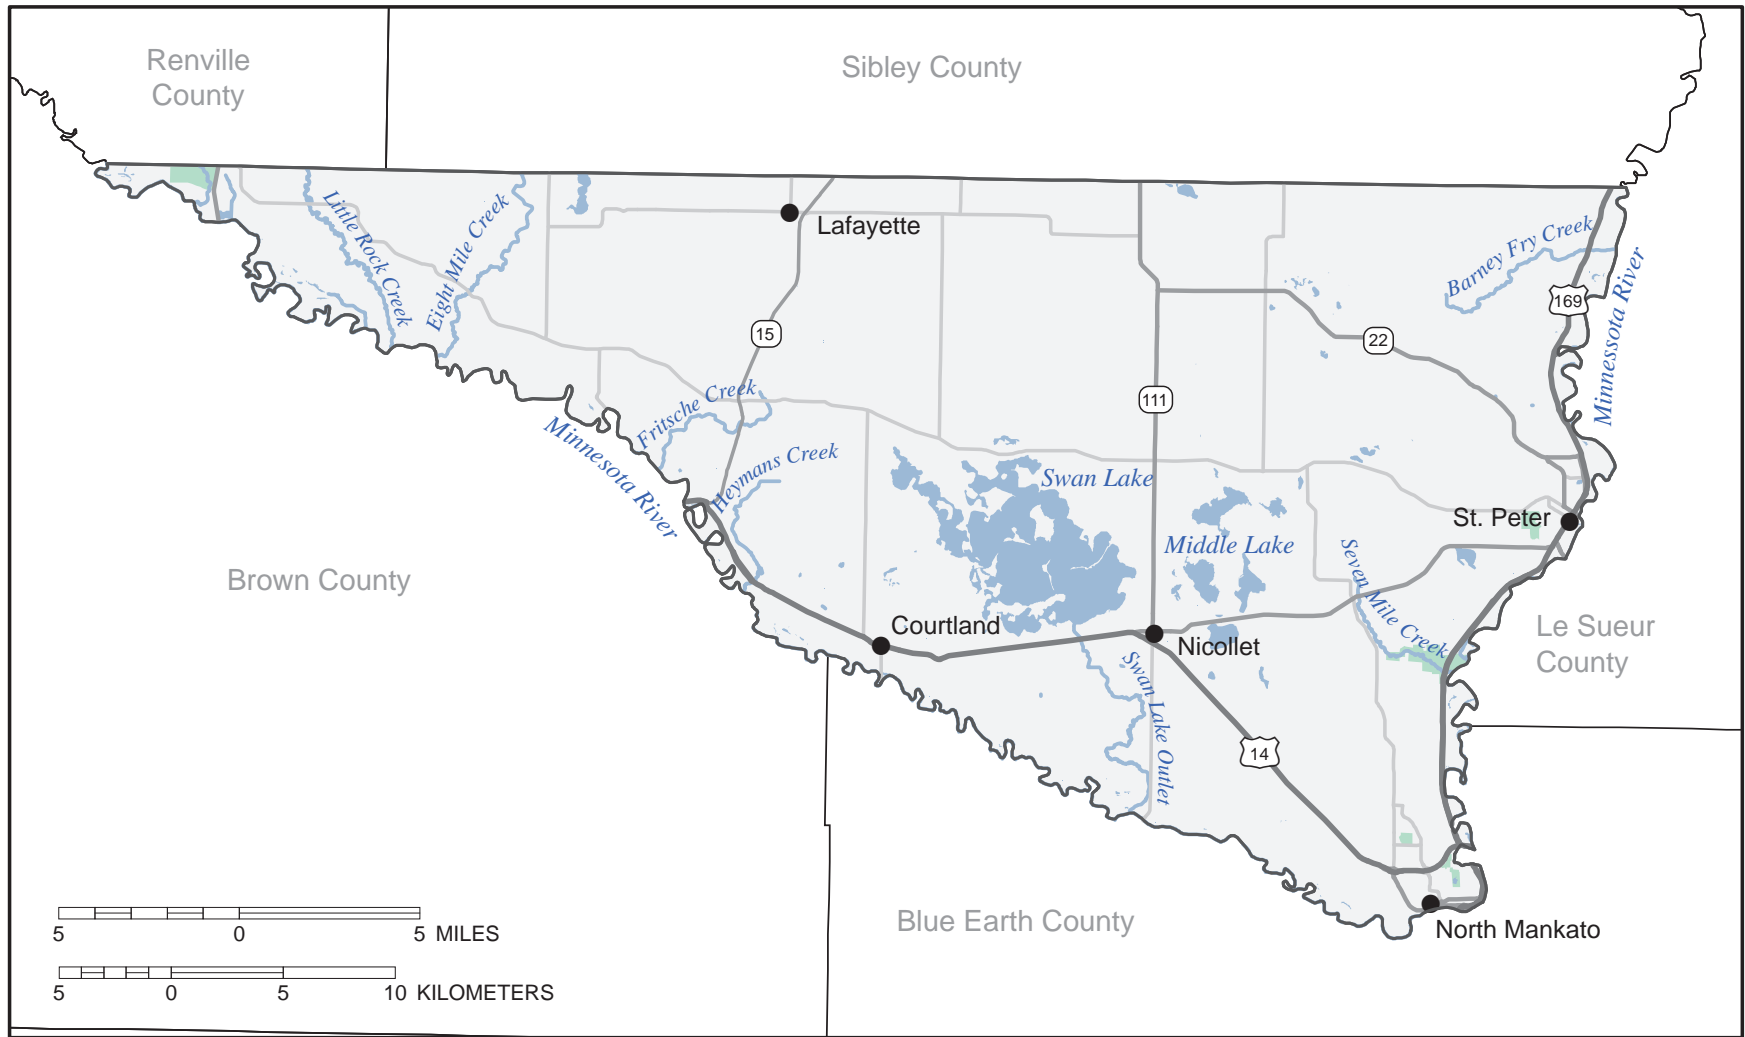 Renville
County
Sibley County
Little Rock Creek
Eight Mile Creek
Lafayette
Barney Fry Creek
Minnessota River
169
15
22
111
Fritsche Creek
Minnesota River
Heymans Creek
Swan Lake
St. Peter
Middle Lake
Seven Mile Creek
Brown County
Courtland
Nicollet
Le Sueur
County
Swan Lake Outlet
14
Blue Earth County
North Mankato
5 0 5 MILES
5 0 5 10 KILOMETERS